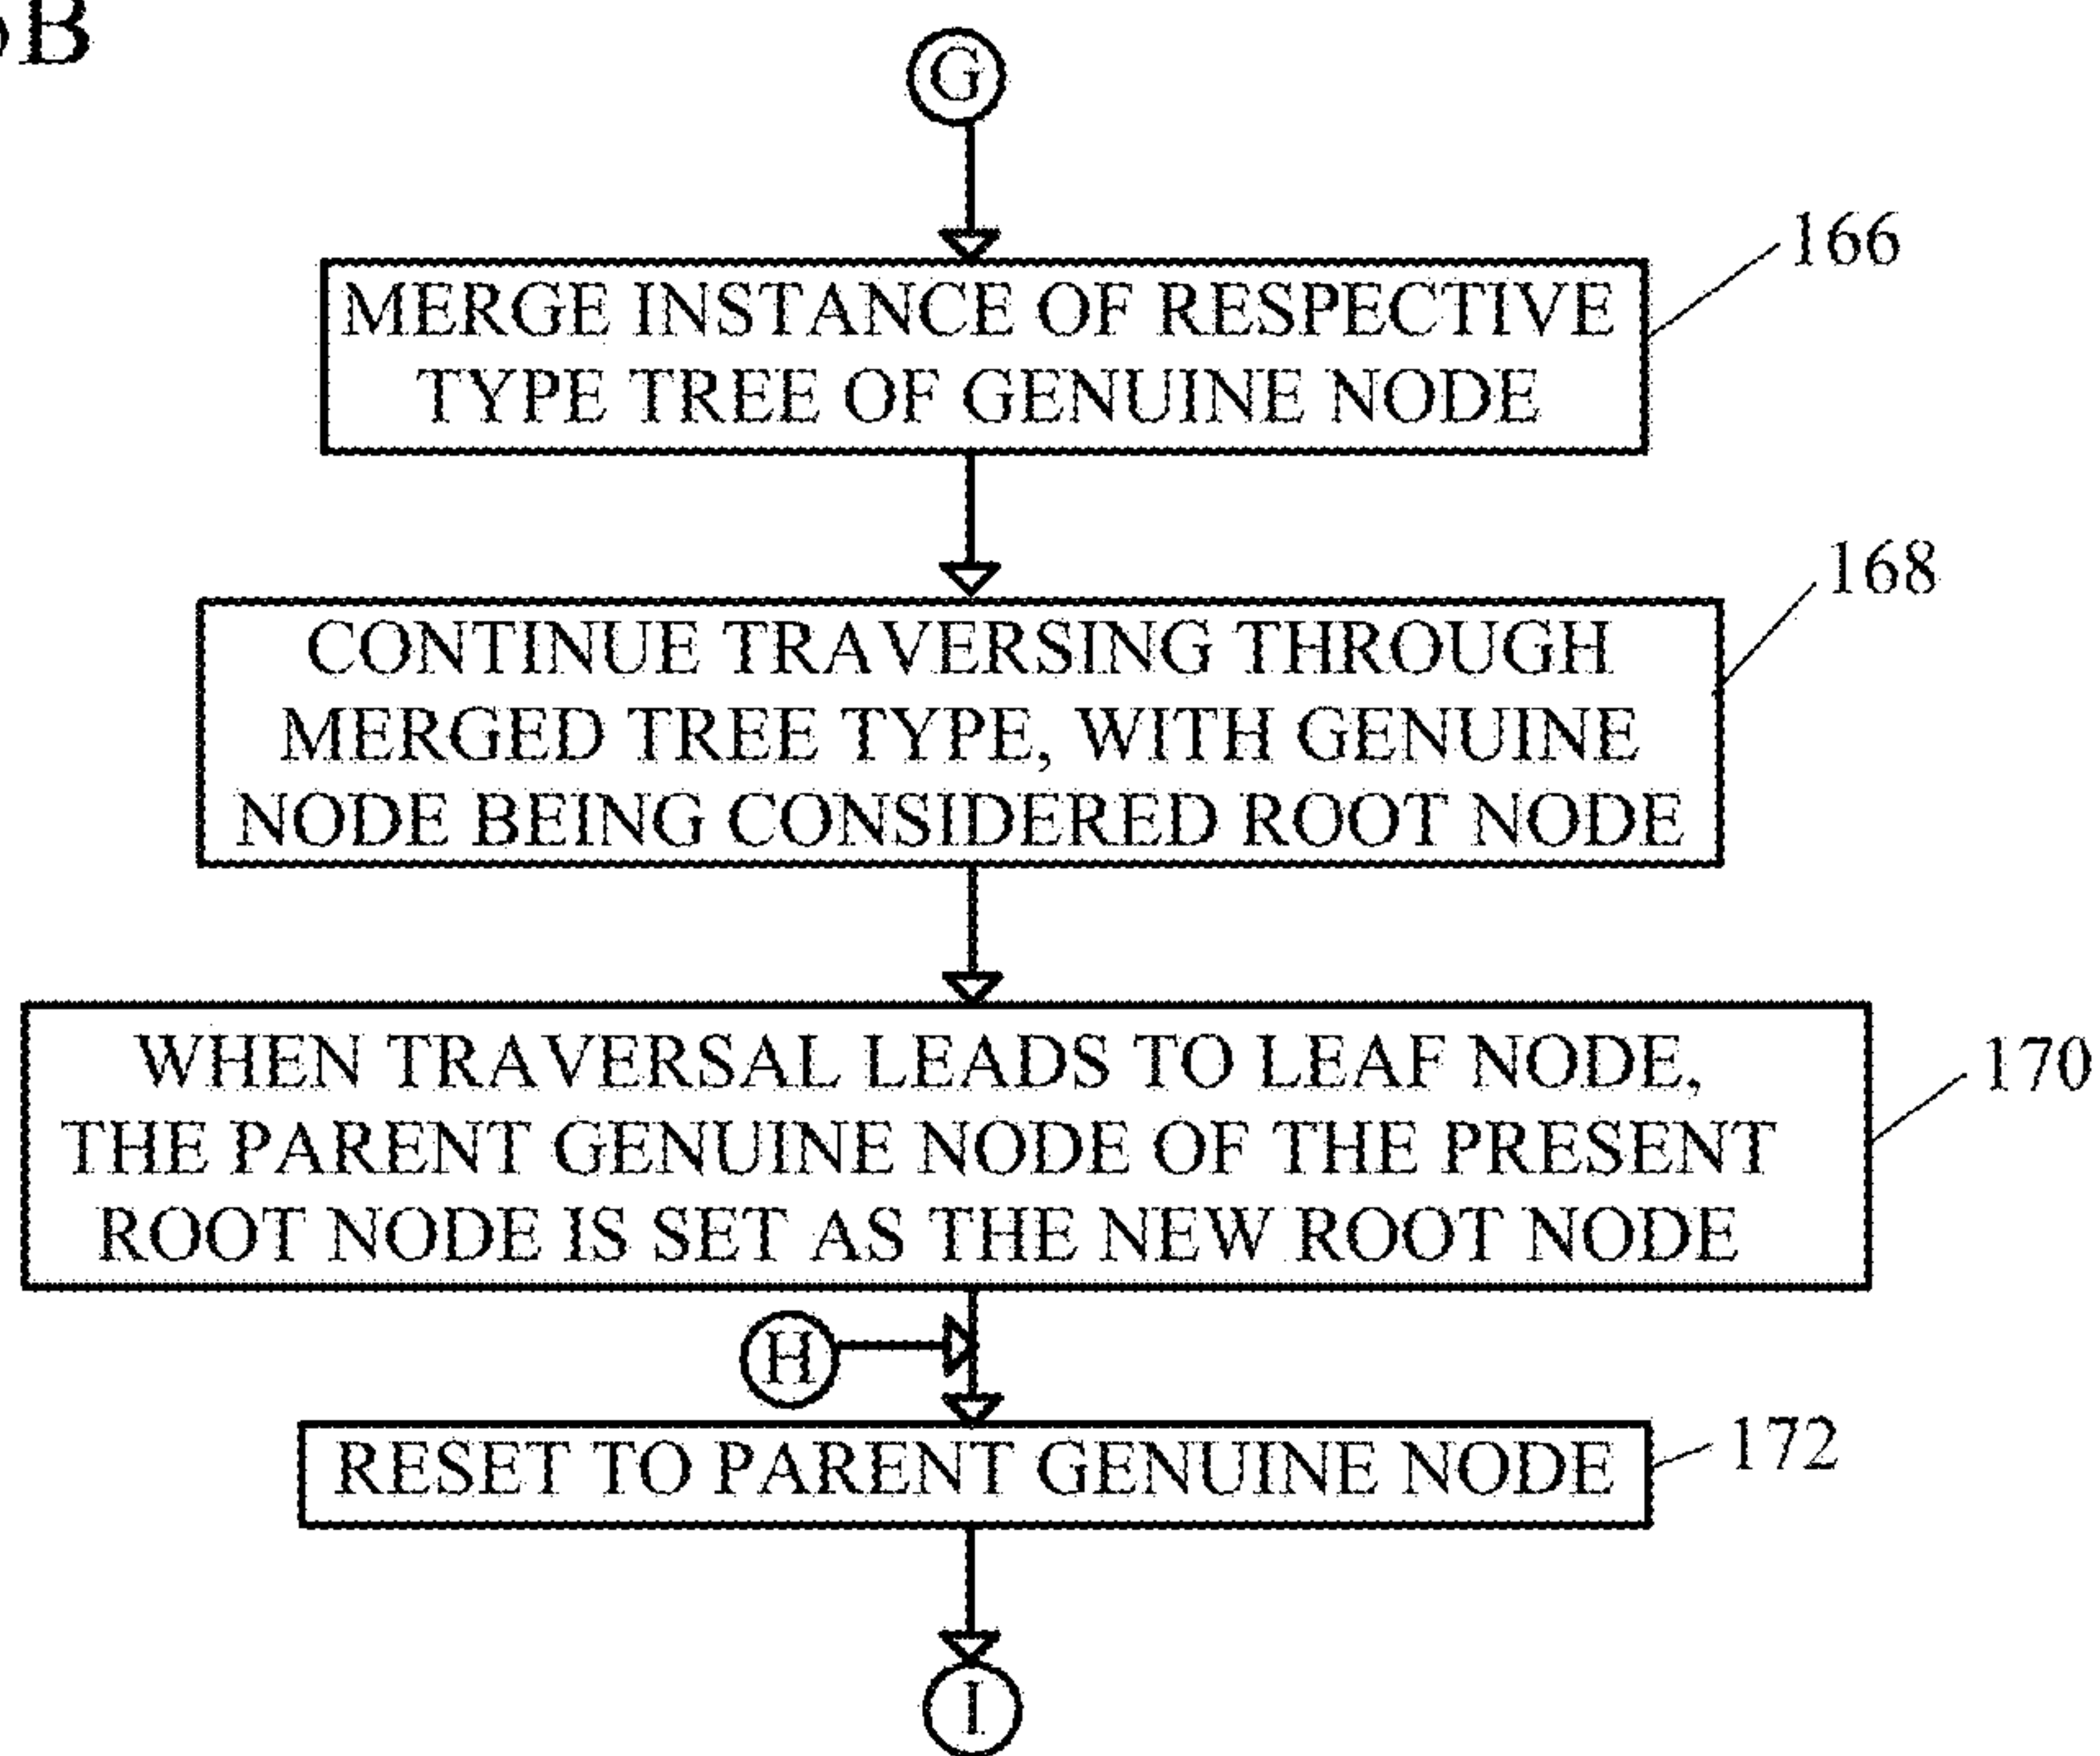 B
G
166
MERGE INSTANCE OF RESPECTIVE
TYPE TREE OF GENUINE NODE
168
CONTINUE TRAVERSING THROUGH
MERGED TREE TYPE, WITH GENUINE
NODE BEING CONSIDERED ROOT NODE
170
WHEN TRAVERSAL LEADS TO LEAF NODE,
THE PARENT GENUINE NODE OF THE PRESENT
ROOT NODE IS SET AS THE NEW ROOT NODE
H
172
RESET TO PARENT GENUINE NODE
I